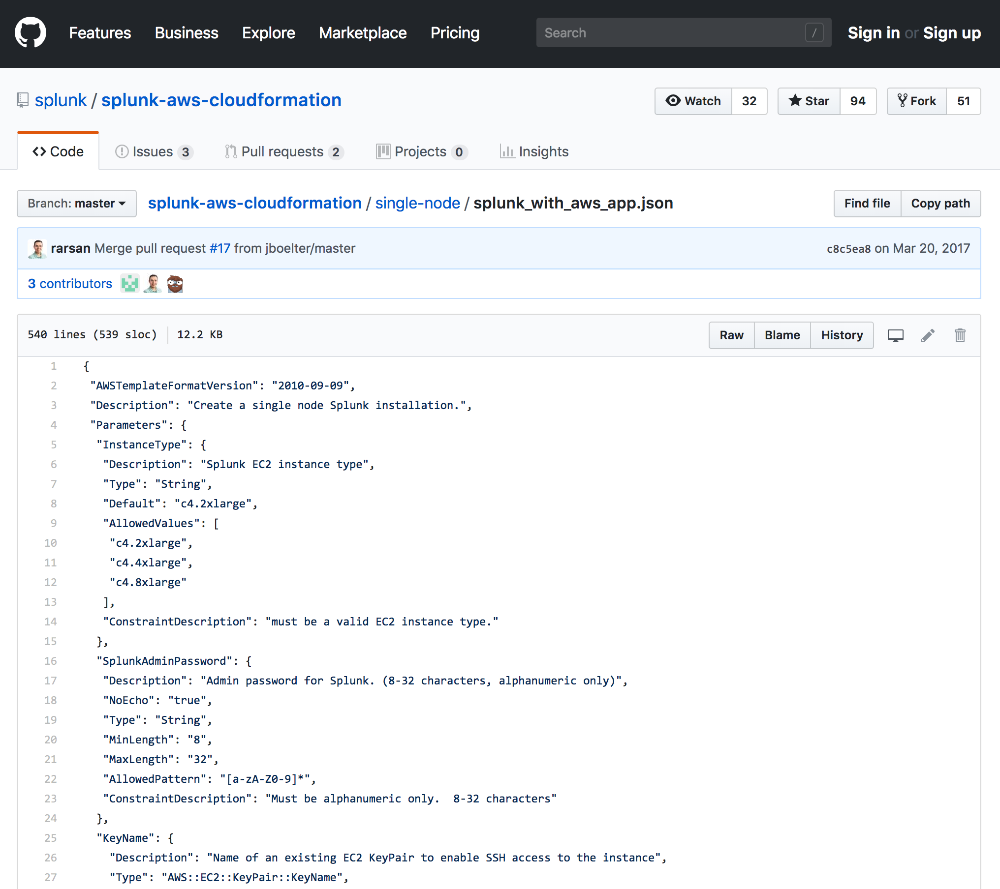 Features Business Explore Marketplace Pricing Search / Sign in or Sign up
splunk / splunk-aws-cloudformation Watch 32 Star 94 Fork 51
<> Code Issues 3 Pull requests 2 Projects 0 Insights
Branch: master splunk-aws-cloudformation / single-node / splunk_with_aws_app.json Find file Copy path
rarsan Merge pull request #17 from jboelter/master c8c5ea8 on Mar 20, 2017
3 contributors
540 lines (539 sloc) 12.2 KB Raw Blame History
1 {
2 "AWSTemplateFormatVersion": "2010-09-09",
3 "Description": "Create a single node Splunk installation.",
4 "Parameters": {
5 "InstanceType": {
6 "Description": "Splunk EC2 instance type",
7 "Type": "String",
8 "Default": "c4.2xlarge",
9 "AllowedValues": [
10 "c4.2xlarge",
11 "c4.4xlarge",
12 "c4.8xlarge"
13 ],
14 "ConstraintDescription": "must be a valid EC2 instance type."
15 },
16 "SplunkAdminPassword": {
17 "Description": "Admin password for Splunk. (8-32 characters, alphanumeric only)",
18 "NoEcho": "true",
19 "Type": "String",
20 "MinLength": "8",
21 "MaxLength": "32",
22 "AllowedPattern": "[a-zA-Z0-9]*",
23 "ConstraintDescription": "Must be alphanumeric only.  8-32 characters"
24 },
25 "KeyName": {
26 "Description": "Name of an existing EC2 KeyPair to enable SSH access to the instance",
27 "Type": "AWS::EC2::KeyPair::KeyName",